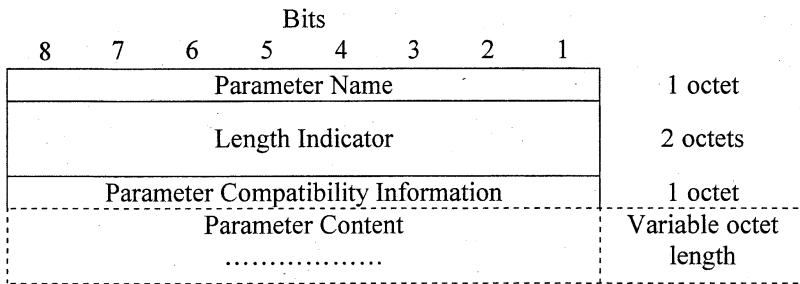 Bits
8 7 6 5 4 3 2 1
Parameter Name 1 octet
Length Indicator 2 octets
Parameter Compatibility Information 1 octet
Parameter Content Variable octet
.................. length